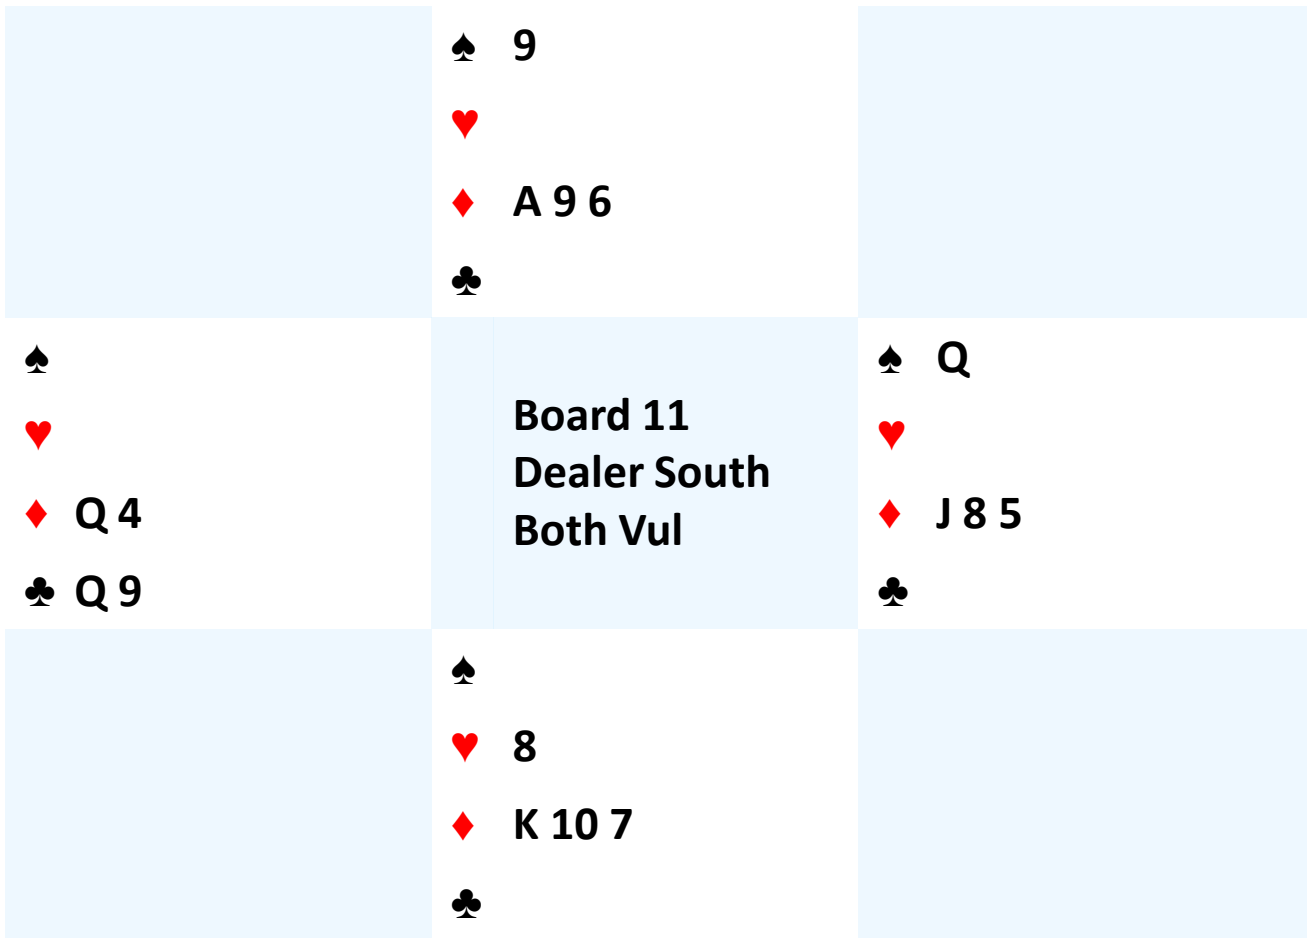 ♠ 9
♥
♦ A 9 6
♣
♠
♥
♦ Q 4
♣ Q 9
Board 11
Dealer South
Both Vul
♠ Q
♥
♦ J 8 5
♣
♠
♥ 8
♦ K 10 7
♣